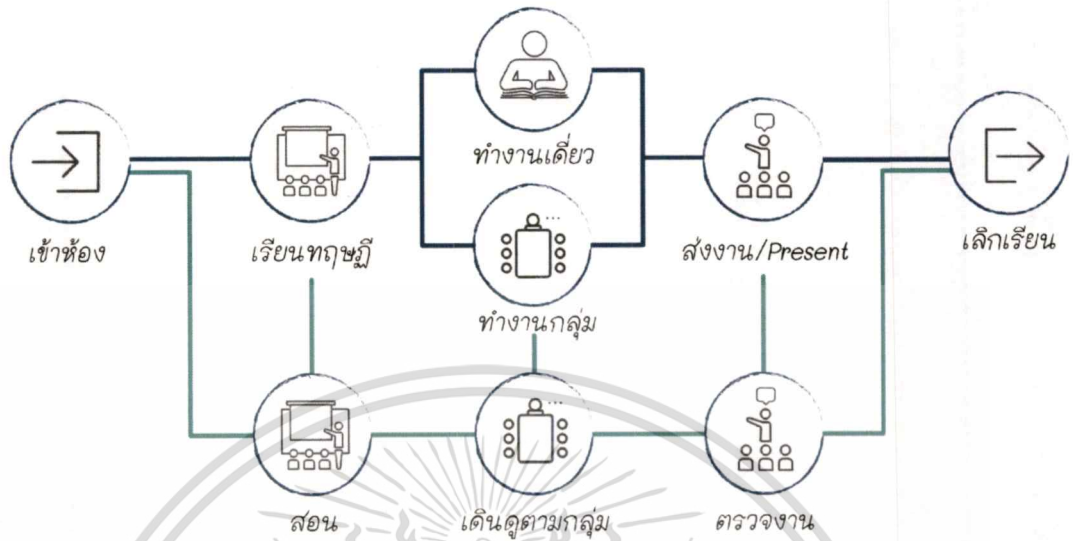 ทำงานเดี่ยว
เข้าห้อง
เรียนทฤษฏี
ส่งงาน/Present
เลิกเรียน
ทำงานกลุ่ม
สอน
เดินดูตามกลุ่ม
ตรวจงาน